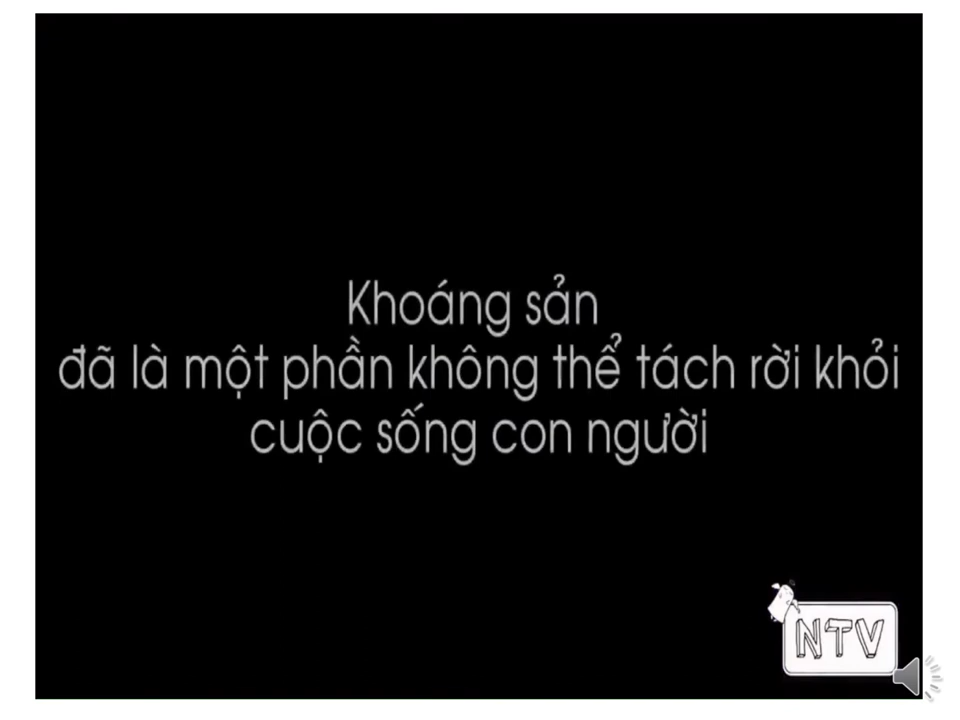 Khoáng sản
đã là một phần không thể tách rời khỏi
cuộc sống con người
NTV